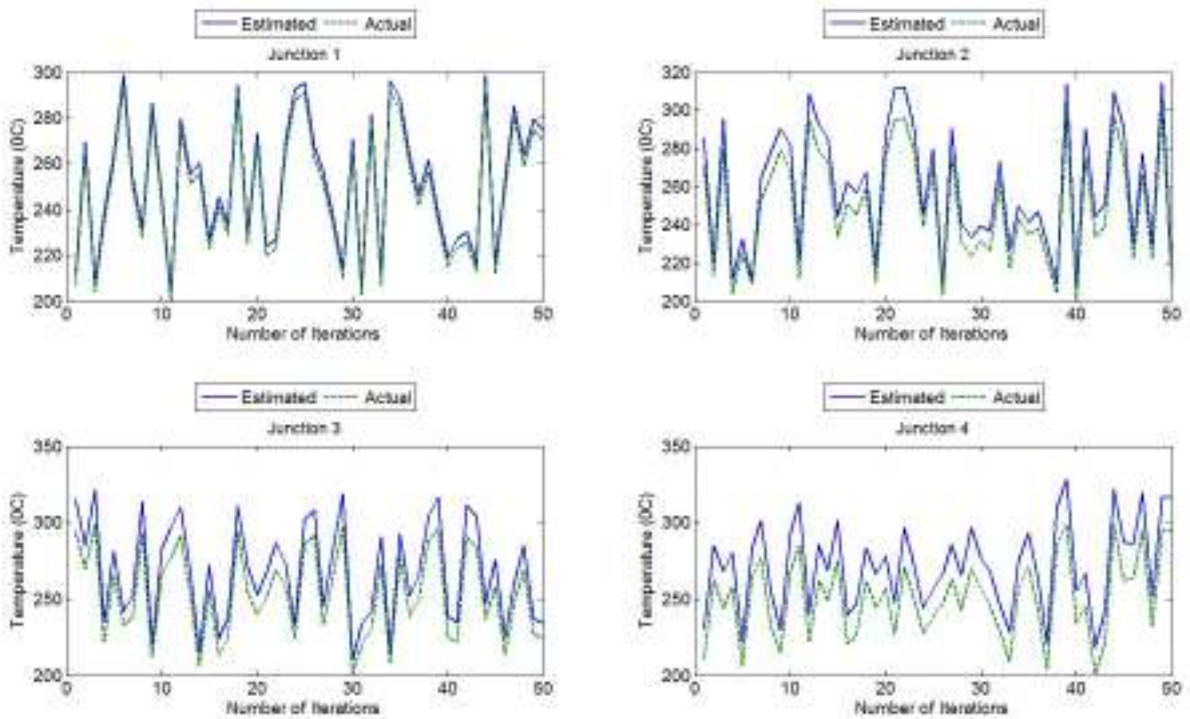 Estimated Actual
Junction 1
Temperature (0C)
300
280
260
240
220
200
0 10 20 30 40 50
Number of Iterctions
Estimated Actual
Junction 2
Temperature (0C)
320
300
280
260
240
220
200
0 10 20 30 40 50
Number of Iterctions
Estimated Actual
Junction 3
Temperature (0C)
350
300
250
200
0 10 20 30 40 50
Number of Iterctions
Estimated Actual
Junction 4
Temperature (0C)
350
300
250
200
0 10 20 30 40 50
Number of Iterctions